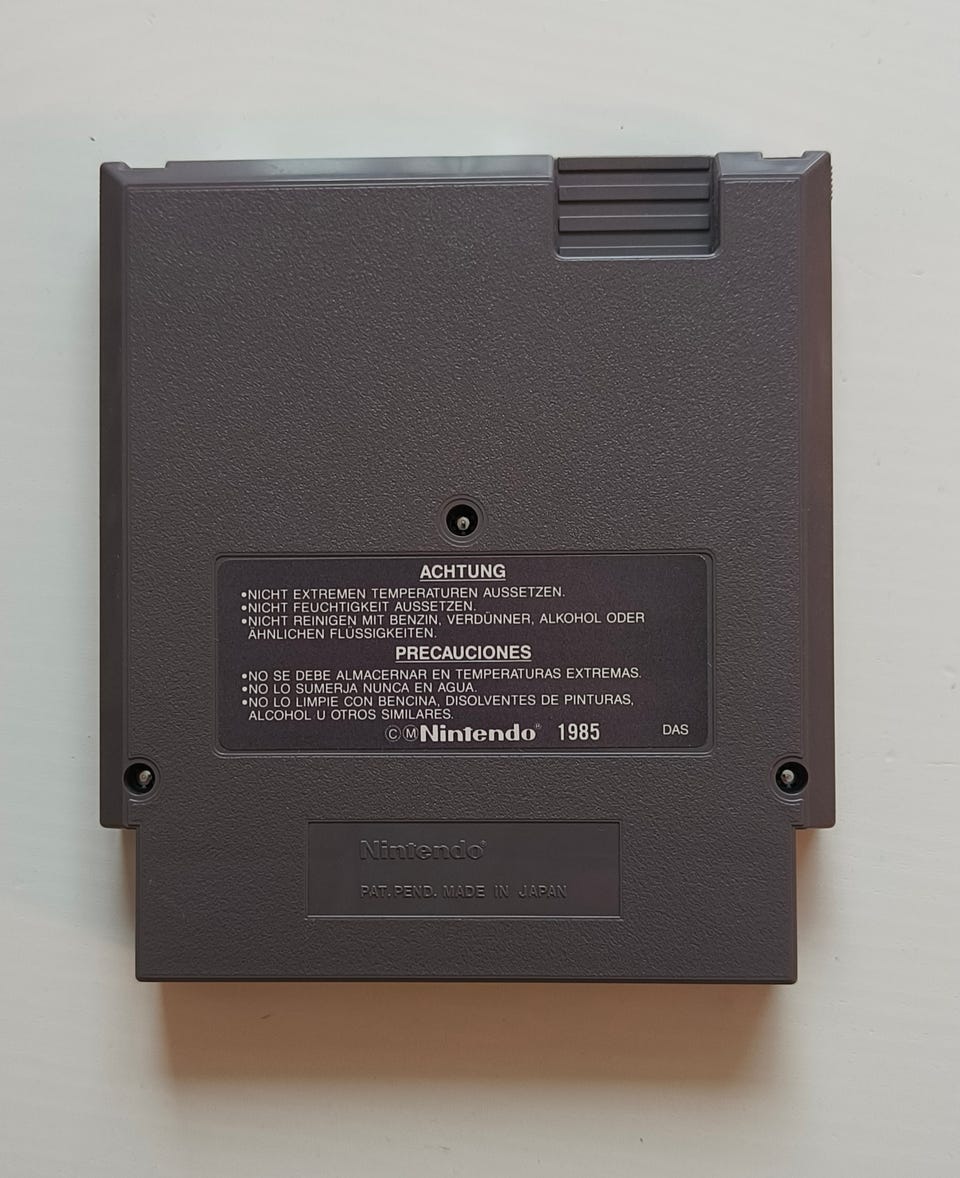 ACHTUNG
•NICHT EXTREMEN TEMPERATUREN AUSSETZEN.
•NICHT FEUCHTIGKEIT AUSSETZEN.
•NICHT REINIGEN MIT BENZIN, VERDÜNNER, ALKOHOL ODER
ÄHNLICHEN FLÜSSIGKEITEN.
PRECAUCIONES
•NO SE DEBE ALMACERNAR EN TEMPERATURAS EXTREMAS.
•NO LO SUMERJA NUNCA EN AGUA.
•NO LO LIMPIE CON BENCINA, DISOLVENTES DE PINTURAS,
ALCOHOL U OTROS SIMILARES.
©ⓂNintendo® 1985 DAS
Nintendo®
PAT. PEND. MADE IN JAPAN